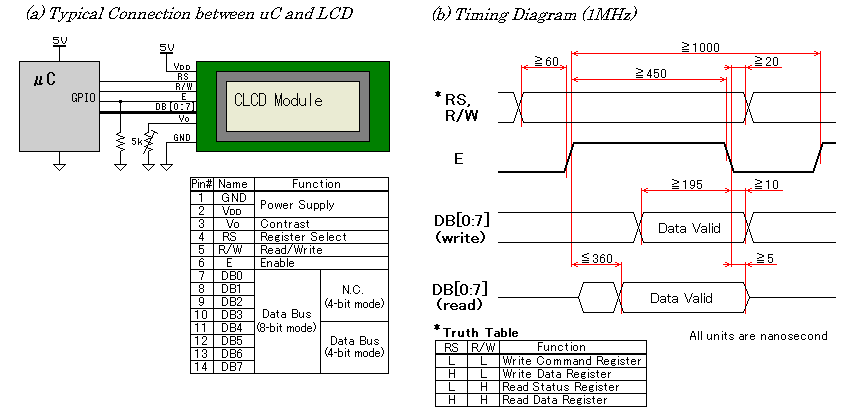 (a) Typical Connection between uC and LCD
5V
5V
μC
GPIO
VDD
RS
R/W
E
DB[0:7]
Vo
GND
5k
CLCD Module
Pin# Name Function
1 GND Power Supply
2 VDD
3 Vo Contrast
4 RS Register Select
5 R/W Read/Write
6 E Enable
7 DB0 Data Bus (8-bit mode) N.C. (4-bit mode)
8 DB1
9 DB2
10 DB3
11 DB4 Data Bus (4-bit mode)
12 DB5
13 DB6
14 DB7
(b) Timing Diagram (1MHz)
≧1000
≧60 ≧20
≧450
*RS,
R/W
E
≧195 ≧10
DB[0:7]
(write)
Data Valid
≦360 ≧5
DB[0:7]
(read)
Data Valid
All units are nanosecond
*Truth Table
RS R/W Function
L L Write Command Register
H L Write Data Register
L H Read Status Register
H H Read Data Register